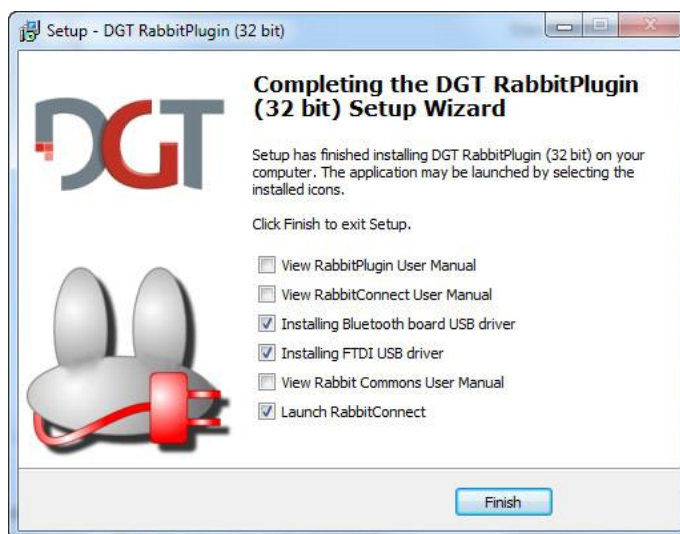 Setup - DGT RabbitPlugin (32 bit)
DGT
Completing the DGT RabbitPlugin
(32 bit) Setup Wizard
Setup has finished installing DGT RabbitPlugin (32 bit) on your
computer. The application may be launched by selecting the
installed icons.
Click Finish to exit Setup.
View RabbitPlugin User Manual
View RabbitConnect User Manual
Installing Bluetooth board USB driver
Installing FTDI USB driver
View Rabbit Commons User Manual
Launch RabbitConnect
Finish